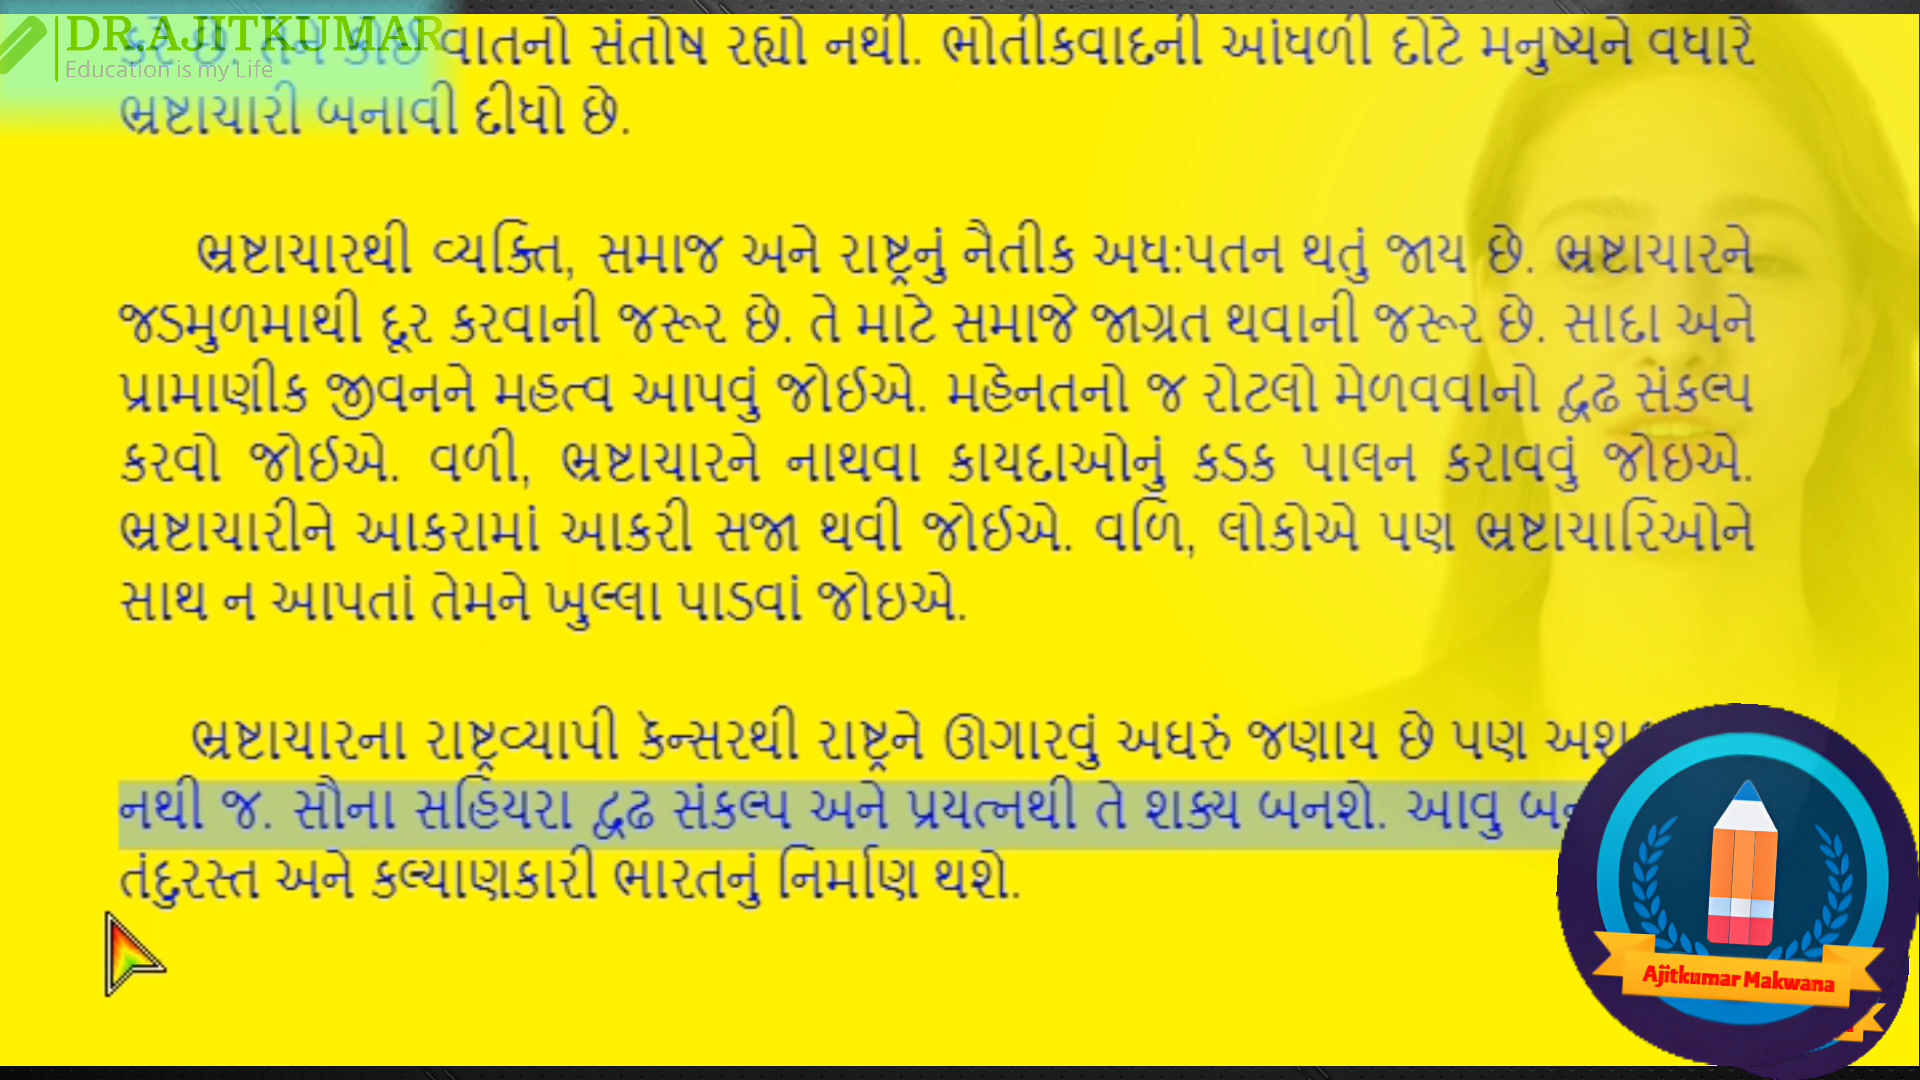 DR.AJITKUMAR
Education is my Life
વાતનો સંતોષ રહ્યો નથી. ભોતીકવાદની આંધળી દોટે મનુષ્યને વધારે
ભ્રષ્ટાચારી બનાવી દીધો છે.
ભ્રષ્ટાચારથી વ્યક્તિ, સમાજ અને રાષ્ટ્રનું નૈતીક અધ:પતન થતું જાય છે. ભ્રષ્ટાચારને
જડમુળમાથી દૂર કરવાની જરૂર છે. તે માટે સમાજે જાગ્રત થવાની જરૂર છે. સાદા અને
પ્રામાણીક જીવનને મહત્વ આપવું જોઈએ. મહેનતનો જ રોટલો મેળવવાનો દ્વઢ સંકલ્પ
કરવો જોઈએ. વળી, ભ્રષ્ટાચારને નાથવા કાયદાઓનું કડક પાલન કરાવવું જોઇએ.
ભ્રષ્ટાચારીને આકરામાં આકરી સજા થવી જોઈએ. વળિ, લોકોએ પણ ભ્રષ્ટાચારિઓને
સાથ ન આપતાં તેમને ખુલ્લા પાડવાં જોઇએ.
ભ્રષ્ટાચારના રાષ્ટ્રવ્યાપી કેન્સરથી રાષ્ટ્રને ઊગારવું અઘરું જણાય છે પણ
નથી જ. સૌના સહિયરા દ્વઢ સંકલ્પ અને પ્રયત્નથી તે શક્ય બનશે. આવુ
તંદુરસ્ત અને કલ્યાણકારી ભારતનું નિર્માણ થશે.
Ajitkumar Makwana